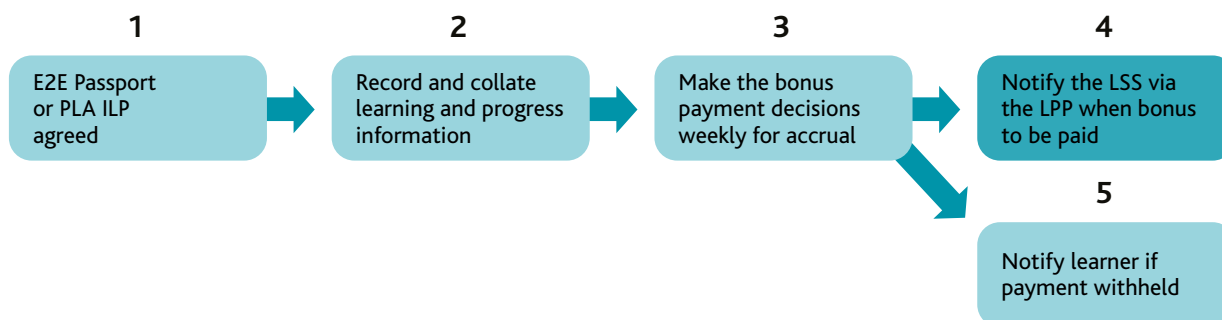 1
E2E Passport
or PLA ILP
agreed
2
Record and collate
learning and progress
information
3
Make the bonus
payment decisions
weekly for accrual
4
Notify the LSS via
the LPP when bonus
to be paid
5
Notify learner if
payment withheld